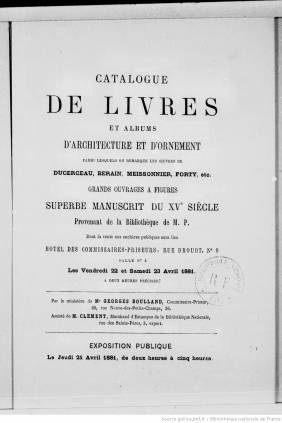 CATALOGUE
DE LIVRES
ET ALBUMS
D'ARCHITECTURE ET D'ORNEMENT
PARMI LESQUELS ON REMARQUE LES ŒUVRES DE
DUCERCEAU, BERAIN, MEISSONNIER, FORTY, etc.
GRANDS OUVRAGES A FIGURES
SUPERBE MANUSCRIT DU XVe SIÈCLE
Provenant de la Bibliothèque de M. P.
Dont la vente aux enchères publiques aura lieu
HOTEL DES COMMISSAIRES-PRISEURS, RUE DROUOT, No 9
SALLE No 4
Les Vendredi 22 et Samedi 23 Avril 1881
A DEUX HEURES PRÉCISES
Par le ministère de Me GEORGES BOULLAND, Commissaire-Priseur,
rue Neuve-des-Petits-Champs, 26,
Assisté de M. CLEMENT, Marchand d'Estampes de la Bibliothèque Nationale,
rue des Saints-Pères, 3, expert.
EXPOSITION PUBLIQUE
Le Jeudi 21 Avril 1881, de deux heures à cinq heures.
Source gallica.bnf.fr / Bibliothèque nationale de France